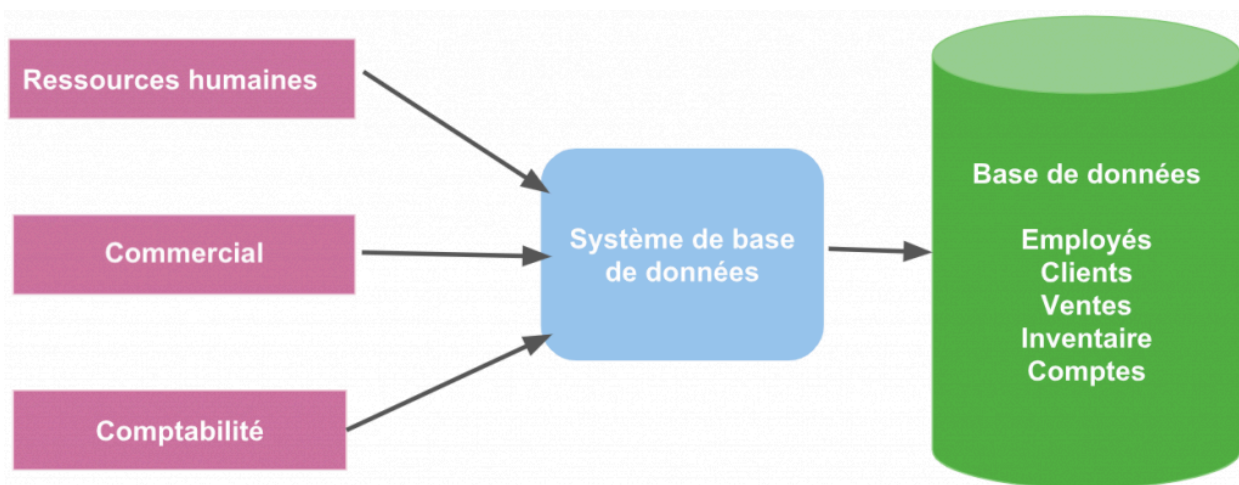 Ressources humaines
Commercial
Comptabilité
Système de base
de données
Base de données
Employés
Clients
Ventes
Inventaire
Comptes